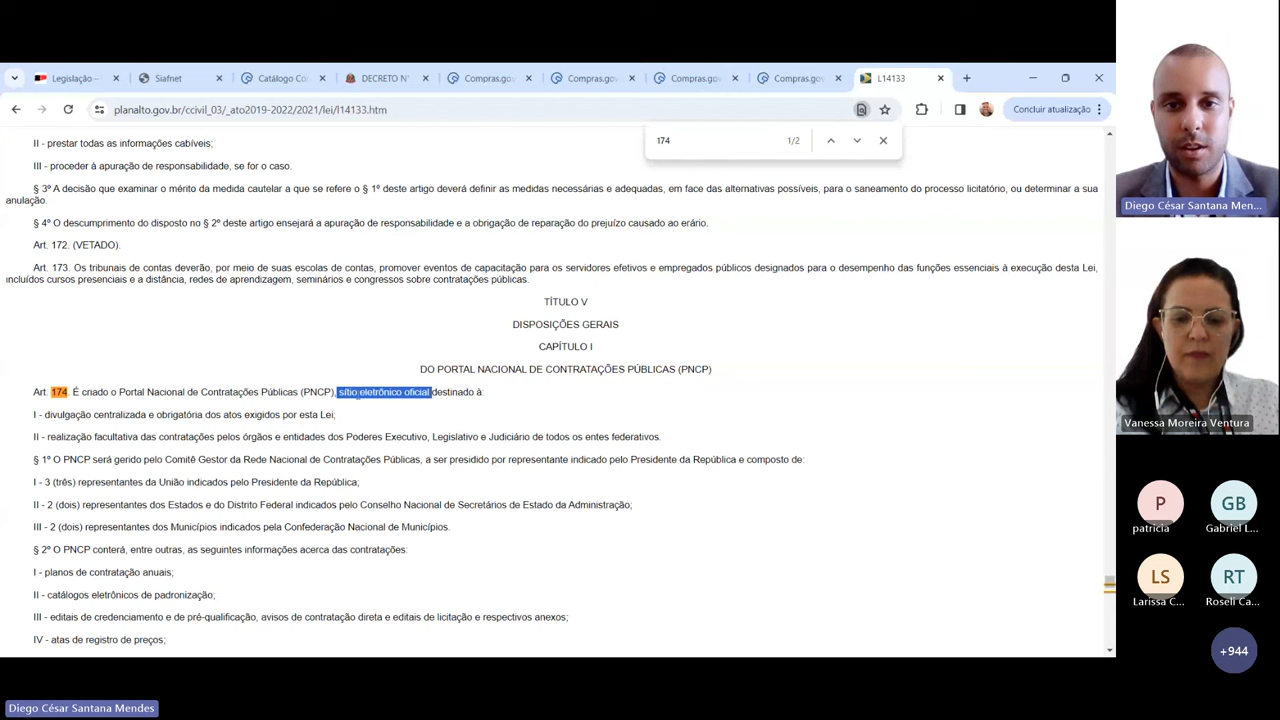 Legislação –
Siafnet
Catálogo Co
DECRETO N°
Compras.gov
Compras.gov
Compras.gov
Compras.gov
L14133
planalto.gov.br/ccivil_03/_ato2019-2022/2021/lei/l14133.htm
Concluir atualização
174
1/2
II - prestar todas as informações cabíveis;
III - proceder à apuração de responsabilidade, se for o caso.
§ 3º A decisão que examinar o mérito da medida cautelar a que se refere o § 1º deste artigo deverá definir as medidas necessárias e adequadas, em face das alternativas possíveis, para o saneamento do processo licitatório, ou determinar a sua
anulação.
§ 4º O descumprimento do disposto no § 2º deste artigo ensejará a apuração de responsabilidade e a obrigação de reparação do prejuízo causado ao erário.
Art. 172. (VETADO).
Art. 173. Os tribunais de contas deverão, por meio de suas escolas de contas, promover eventos de capacitação para os servidores efetivos e empregados públicos designados para o desempenho das funções essenciais à execução desta Lei,
incluídos cursos presenciais e a distância, redes de aprendizagem, seminários e congressos sobre contratações públicas.
TÍTULO V
DISPOSIÇÕES GERAIS
CAPÍTULO I
DO PORTAL NACIONAL DE CONTRATAÇÕES PÚBLICAS (PNCP)
Art. 174. É criado o Portal Nacional de Contratações Públicas (PNCP), sítio eletrônico oficial destinado à:
I - divulgação centralizada e obrigatória dos atos exigidos por esta Lei;
II - realização facultativa das contratações pelos órgãos e entidades dos Poderes Executivo, Legislativo e Judiciário de todos os entes federativos.
§ 1º O PNCP será gerido pelo Comitê Gestor da Rede Nacional de Contratações Públicas, a ser presidido por representante indicado pelo Presidente da República e composto de:
I - 3 (três) representantes da União indicados pelo Presidente da República;
II - 2 (dois) representantes dos Estados e do Distrito Federal indicados pelo Conselho Nacional de Secretários de Estado da Administração;
III - 2 (dois) representantes dos Municípios indicados pela Confederação Nacional de Municípios.
§ 2º O PNCP conterá, entre outras, as seguintes informações acerca das contratações:
I - planos de contratação anuais;
II - catálogos eletrônicos de padronização;
III - editais de credenciamento e de pré-qualificação, avisos de contratação direta e editais de licitação e respectivos anexos;
IV - atas de registro de preços;
Diego César Santana Men...
Vanessa Moreira Ventura
P
patricia
GB
Gabriel L...
LS
Larissa C...
RT
Roseli Ca...
+944
Diego César Santana Mendes